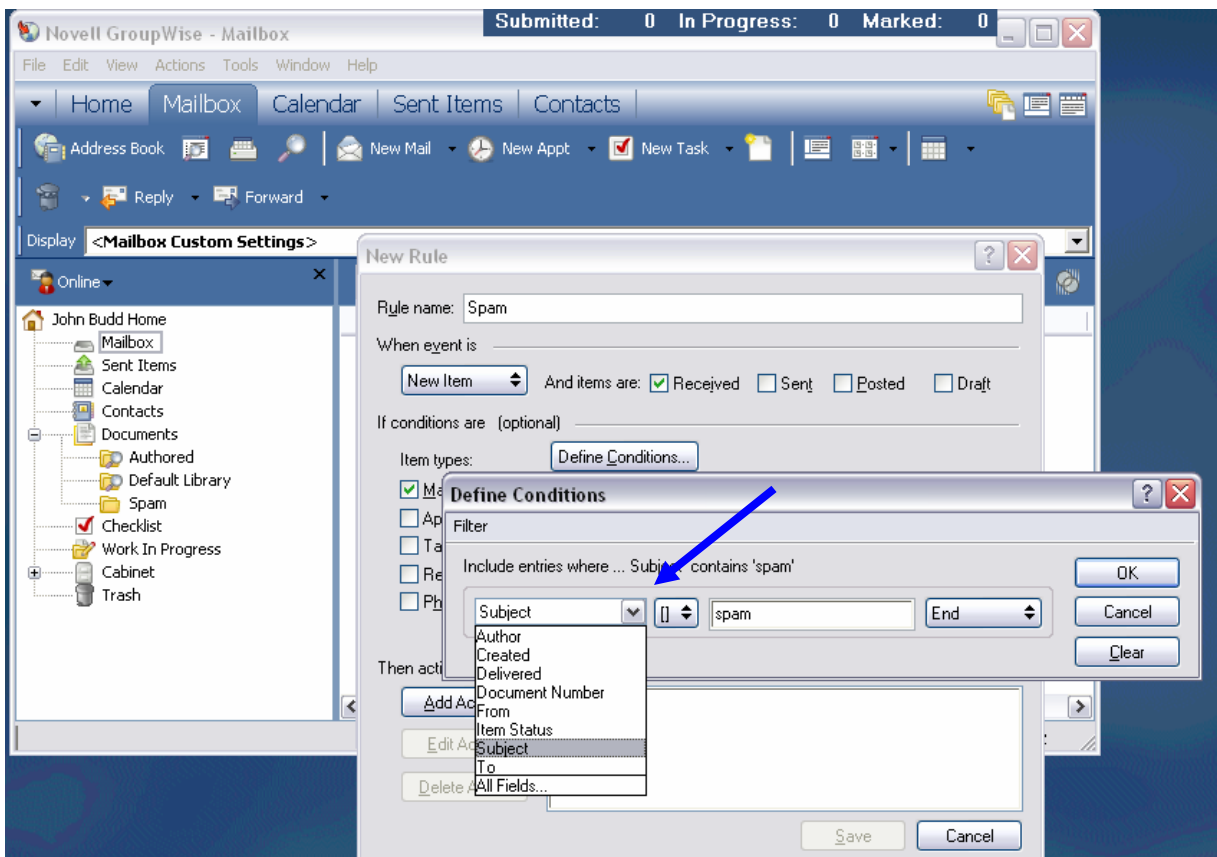 Submitted: 0 In Progress: 0 Marked: 0
Novell GroupWise - Mailbox
File Edit View Actions Tools Window Help
Home Mailbox Calendar Sent Items Contacts
Address Book New Mail New Appt New Task
Reply Forward
Display <Mailbox Custom Settings>
New Rule
Online
Rule name: Spam
John Budd Home
Mailbox
Sent Items
Calendar
Contacts
Documents
Authored
Default Library
Spam
Checklist
Work In Progress
Cabinet
Trash
When event is
New Item And items are: Received Sent Posted Draft
If conditions are (optional)
Item types: Define Conditions...
Ma
Ap
Ta
Re
Ph
Define Conditions
Filter
Include entries where ... Subject contains 'spam'
Subject [] spam End
OK
Cancel
Clear
Author
Created
Delivered
Document Number
From
Item Status
Subject
To
All Fields...
Then acti
Add Ac
Edit Ac
Delete A
Save Cancel